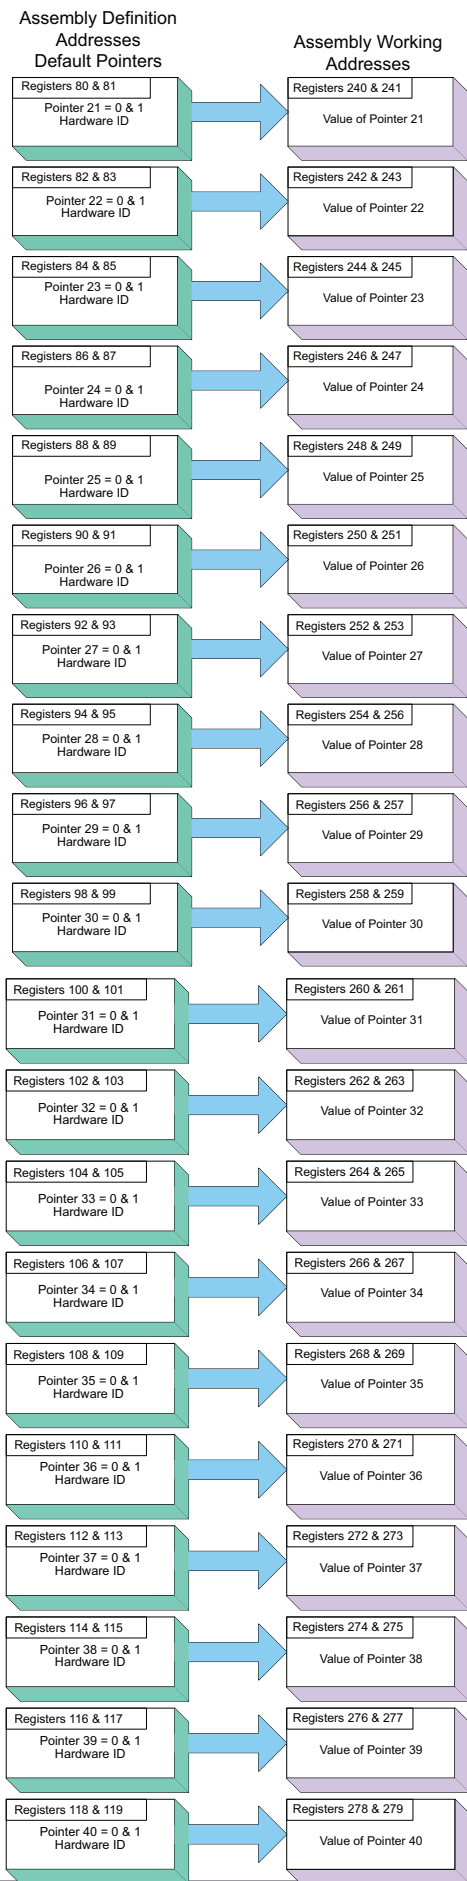 Assembly Definition
Addresses
Default Pointers
Assembly Working
Addresses
Registers 80 & 81
Pointer 21 = 0 & 1
Hardware ID
Registers 240 & 241
Value of Pointer 21
Registers 82 & 83
Pointer 22 = 0 & 1
Hardware ID
Registers 242 & 243
Value of Pointer 22
Registers 84 & 85
Pointer 23 = 0 & 1
Hardware ID
Registers 244 & 245
Value of Pointer 23
Registers 86 & 87
Pointer 24 = 0 & 1
Hardware ID
Registers 246 & 247
Value of Pointer 24
Registers 88 & 89
Pointer 25 = 0 & 1
Hardware ID
Registers 248 & 249
Value of Pointer 25
Registers 90 & 91
Pointer 26 = 0 & 1
Hardware ID
Registers 250 & 251
Value of Pointer 26
Registers 92 & 93
Pointer 27 = 0 & 1
Hardware ID
Registers 252 & 253
Value of Pointer 27
Registers 94 & 95
Pointer 28 = 0 & 1
Hardware ID
Registers 254 & 256
Value of Pointer 28
Registers 96 & 97
Pointer 29 = 0 & 1
Hardware ID
Registers 256 & 257
Value of Pointer 29
Registers 98 & 99
Pointer 30 = 0 & 1
Hardware ID
Registers 258 & 259
Value of Pointer 30
Registers 100 & 101
Pointer 31 = 0 & 1
Hardware ID
Registers 260 & 261
Value of Pointer 31
Registers 102 & 103
Pointer 32 = 0 & 1
Hardware ID
Registers 262 & 263
Value of Pointer 32
Registers 104 & 105
Pointer 33 = 0 & 1
Hardware ID
Registers 264 & 265
Value of Pointer 33
Registers 106 & 107
Pointer 34 = 0 & 1
Hardware ID
Registers 266 & 267
Value of Pointer 34
Registers 108 & 109
Pointer 35 = 0 & 1
Hardware ID
Registers 268 & 269
Value of Pointer 35
Registers 110 & 111
Pointer 36 = 0 & 1
Hardware ID
Registers 270 & 271
Value of Pointer 36
Registers 112 & 113
Pointer 37 = 0 & 1
Hardware ID
Registers 272 & 273
Value of Pointer 37
Registers 114 & 115
Pointer 38 = 0 & 1
Hardware ID
Registers 274 & 275
Value of Pointer 38
Registers 116 & 117
Pointer 39 = 0 & 1
Hardware ID
Registers 276 & 277
Value of Pointer 39
Registers 118 & 119
Pointer 40 = 0 & 1
Hardware ID
Registers 278 & 279
Value of Pointer 40